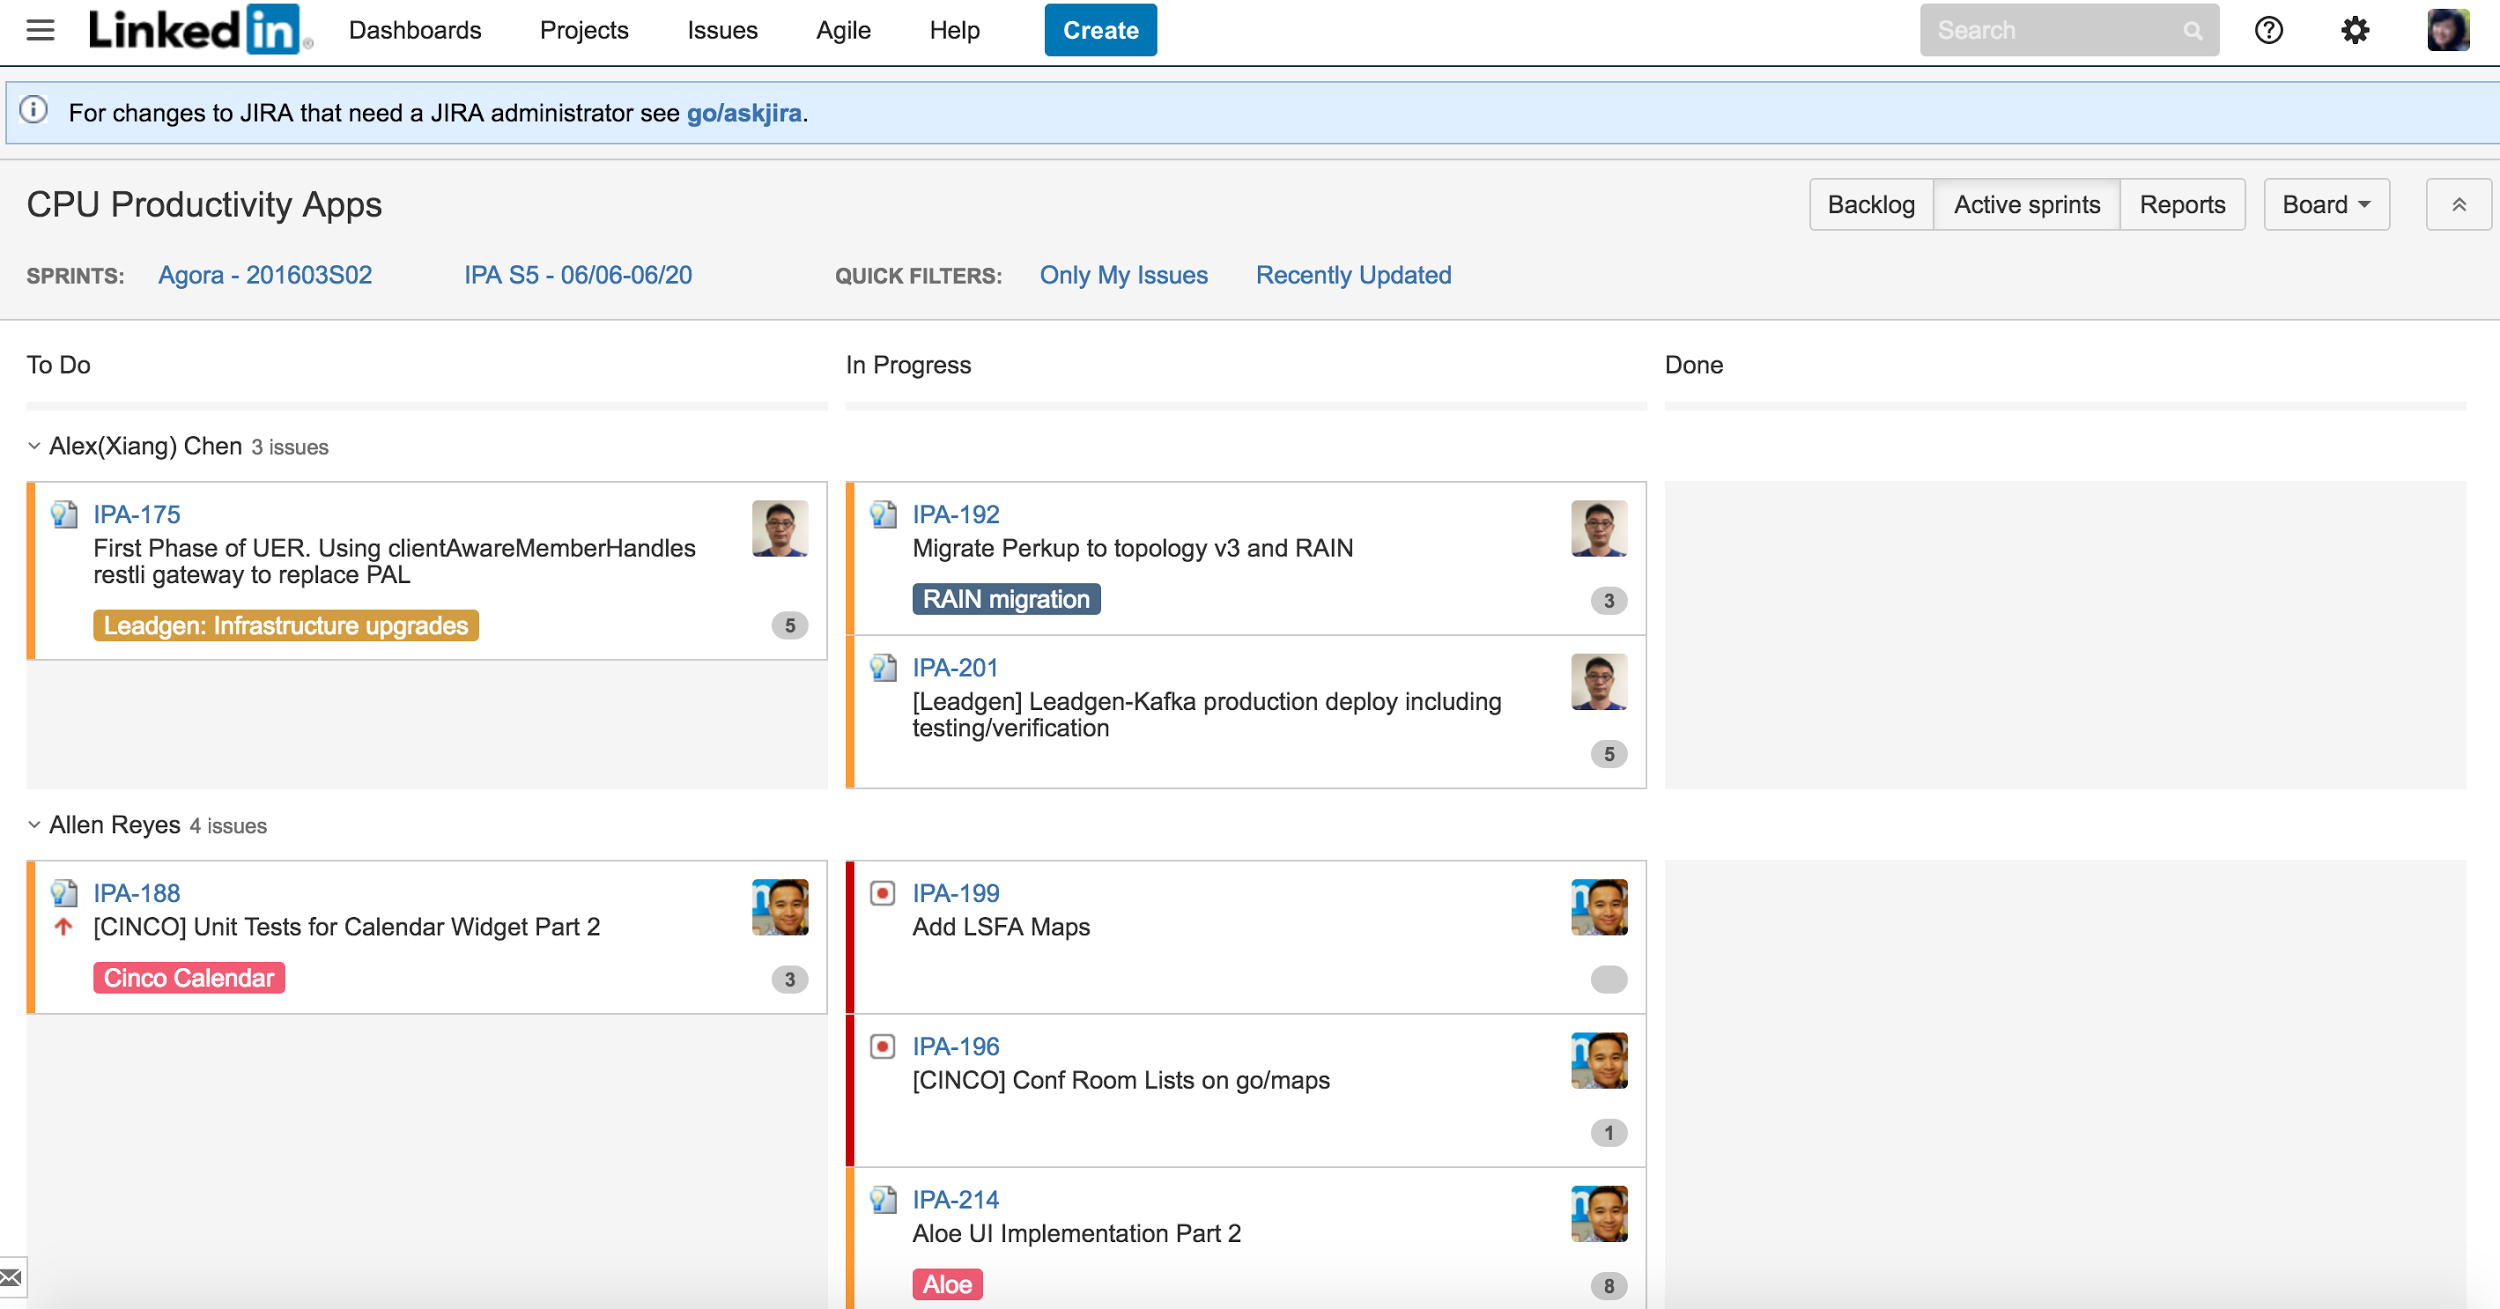 Linked in ®
Dashboards Projects Issues Agile Help Create Search
For changes to JIRA that need a JIRA administrator see go/askjira.
CPU Productivity Apps
Backlog Active sprints Reports Board
SPRINTS: Agora - 201603S02 IPA S5 - 06/06-06/20 QUICK FILTERS: Only My Issues Recently Updated
To Do In Progress Done
Alex(Xiang) Chen 3 issues
IPA-175
First Phase of UER. Using clientAwareMemberHandles
restli gateway to replace PAL
Leadgen: Infrastructure upgrades 5
IPA-192
Migrate Perkup to topology v3 and RAIN
RAIN migration 3
IPA-201
[Leadgen] Leadgen-Kafka production deploy including
testing/verification
5
Allen Reyes 4 issues
IPA-188
[CINCO] Unit Tests for Calendar Widget Part 2
Cinco Calendar 3
IPA-199
Add LSFA Maps
IPA-196
[CINCO] Conf Room Lists on go/maps
1
IPA-214
Aloe UI Implementation Part 2
Aloe 8